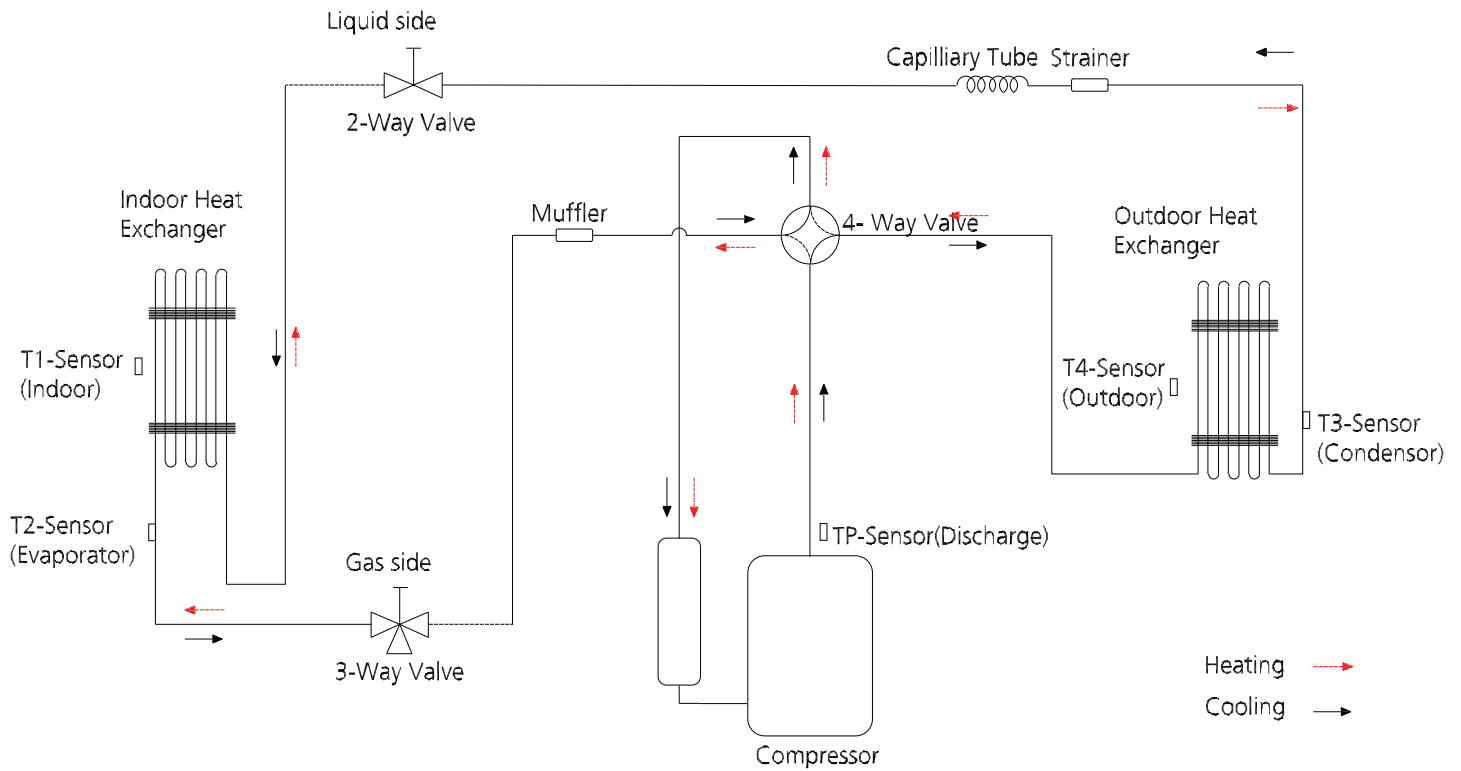 Liquid side
2-Way Valve
Capilliary Tube
Strainer
Indoor Heat
Exchanger
Muffler
4- Way Valve
Outdoor Heat
Exchanger
T1-Sensor
(Indoor)
T4-Sensor
(Outdoor)
T3-Sensor
(Condensor)
T2-Sensor
(Evaporator)
TP-Sensor(Discharge)
Gas side
3-Way Valve
Compressor
Heating
Cooling